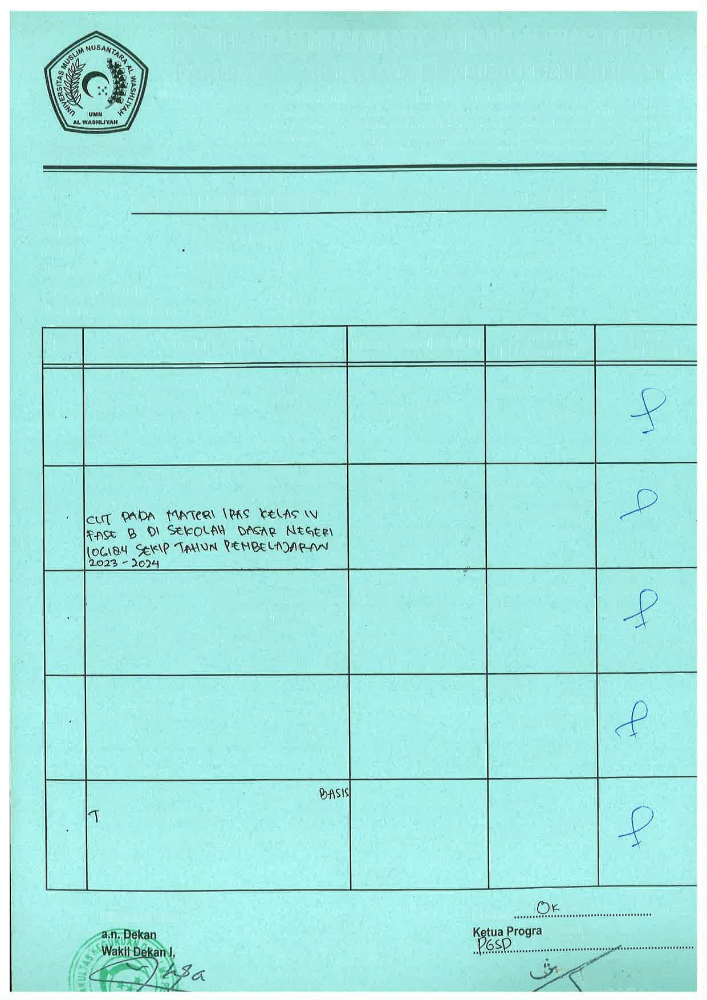 UNIVERSITAS MUSLIM NUSANTARA AL WASHLIYAH
UMN
AL WASHLIYAH
CUT PADA MATERI IPAS KELAS IV
FASE B DI SEKOLAH DASAR NEGERI
106184 SEKIP TAHUN PEMBELAJARAN
2023 - 2024
BASIS
T
OK
a.n. Dekan
Wakil Dekan I,
Ketua Progra
PGSD